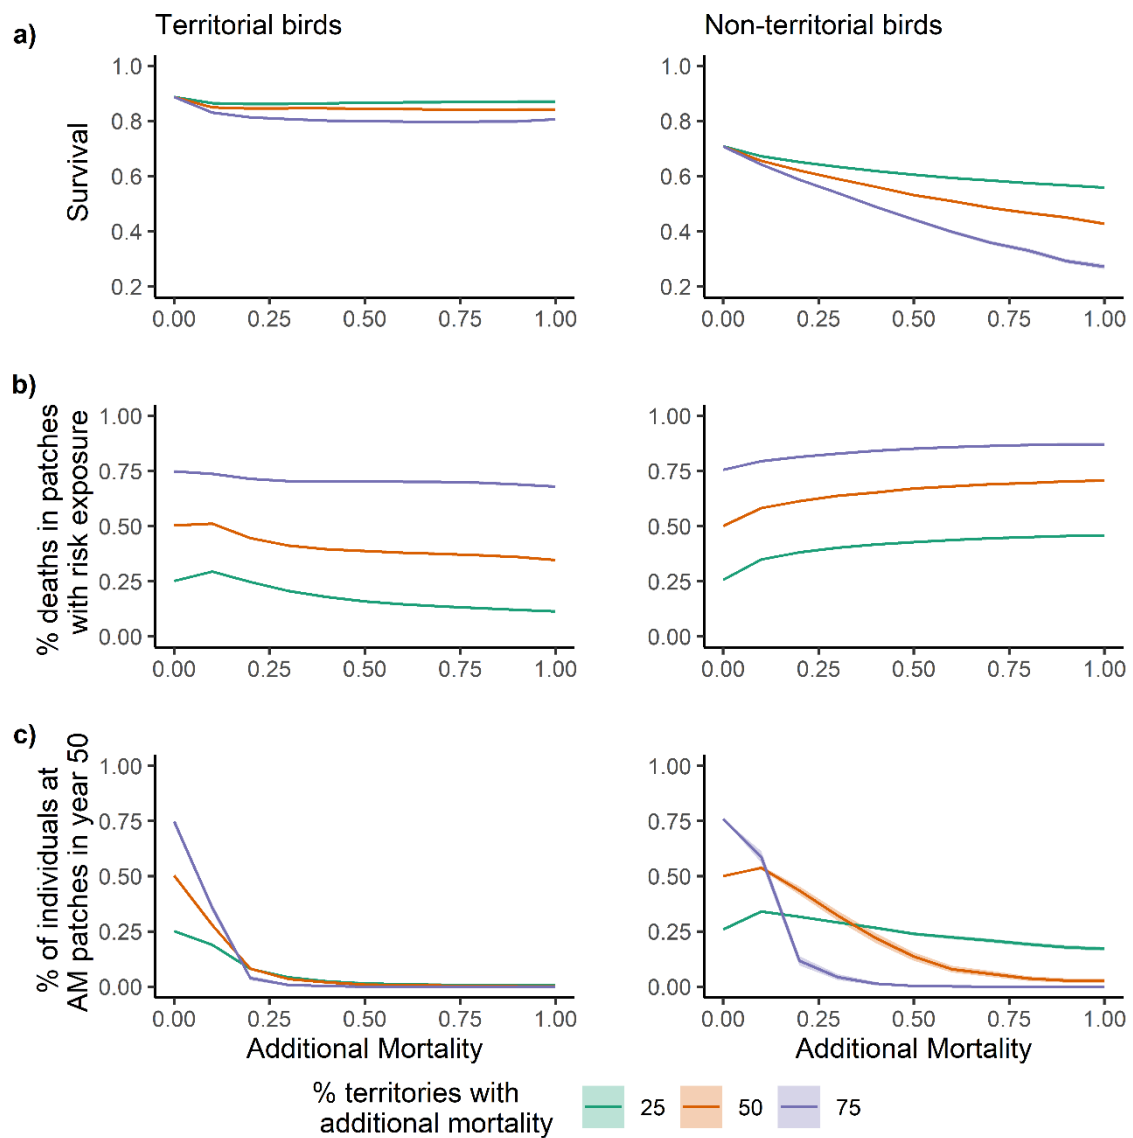 a)
Territorial birds
Non-territorial birds
Survival
1.0
0.8
0.6
0.4
0.2
0.00 0.25 0.50 0.75 1.00
1.0
0.8
0.6
0.4
0.2
0.00 0.25 0.50 0.75 1.00
b)
% deaths in patches
with risk exposure
1.00
0.75
0.50
0.25
0.00
0.00 0.25 0.50 0.75 1.00
1.00
0.75
0.50
0.25
0.00
0.00 0.25 0.50 0.75 1.00
c)
% of individuals at
AM patches in year 50
1.00
0.75
0.50
0.25
0.00
0.00 0.25 0.50 0.75 1.00
Additional Mortality
1.00
0.75
0.50
0.25
0.00
0.00 0.25 0.50 0.75 1.00
Additional Mortality
% territories with
additional mortality
25 50 75